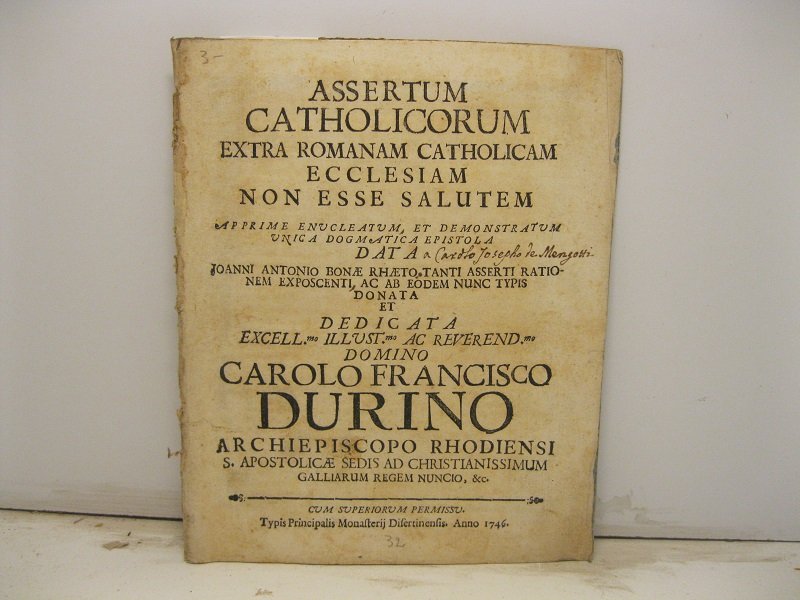 3-
ASSERTUM
CATHOLICORUM
EXTRA ROMANAM CATHOLICAM
ECCLESIAM
NON ESSE SALUTEM
APPRIME ENUCLEATUM, ET DEMONSTRATUM
UNICA DOGMATICA EPISTOLA
DATA a Carolo Josepho de Mengotti
JOANNI ANTONIO BONÆ RHÆTO, TANTI ASSERTI RATIO-
NEM EXPOSCENTI, AC AB EODEM NUNC TYPIS
DONATA
ET
DEDICATA
EXCELL.mo ILLUST.mo AC REVEREND.mo
DOMINO
CAROLO FRANCISCO
DURINO
ARCHIEPISCOPO RHODIENSI
S. APOSTOLICÆ SEDIS AD CHRISTIANISSIMUM
GALLIARUM REGEM NUNCIO, &c.
CUM SUPERIORUM PERMISSU.
Typis Principalis Monaſterij Diſertinenſis. Anno 1746.
32